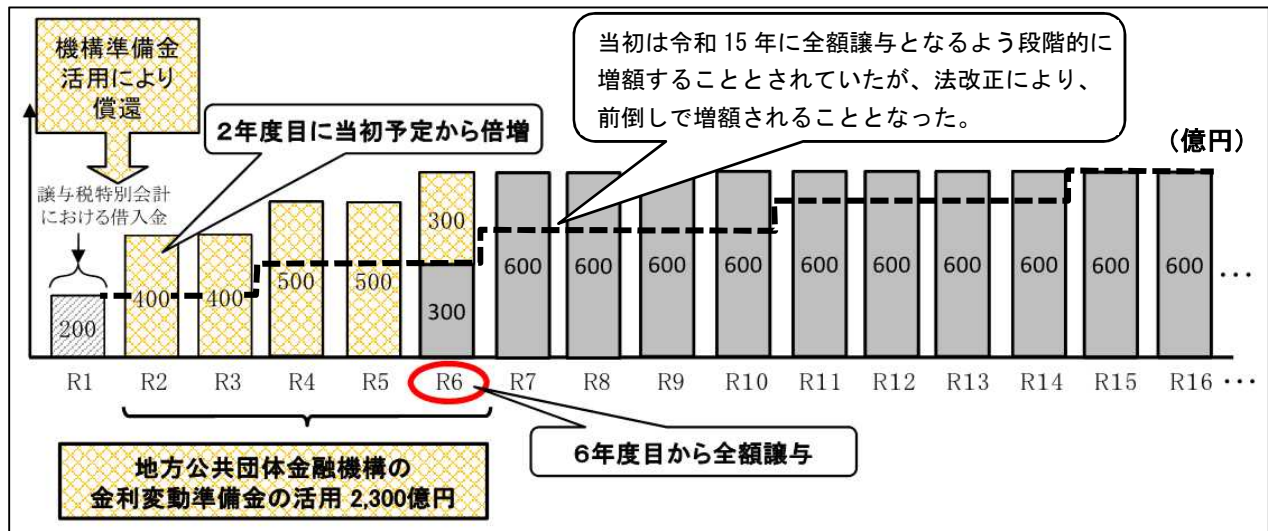 機構準備金
活用により
償還
当初は令和 15 年に全額譲与となるよう段階的に
増額することとされていたが、法改正により、
前倒しで増額されることとなった。
2年度目に当初予定から倍増
(億円)
譲与税特別会計
における借入金
200
400
400
500
500
300
300
600
600
600
600
600
600
600
600
600
600
・・・
R1
R2
R3
R4
R5
R6
R7
R8
R9
R10
R11
R12
R13
R14
R15
R16
・・・
6年度目から全額譲与
地方公共団体金融機構の
金利変動準備金の活用 2,300億円